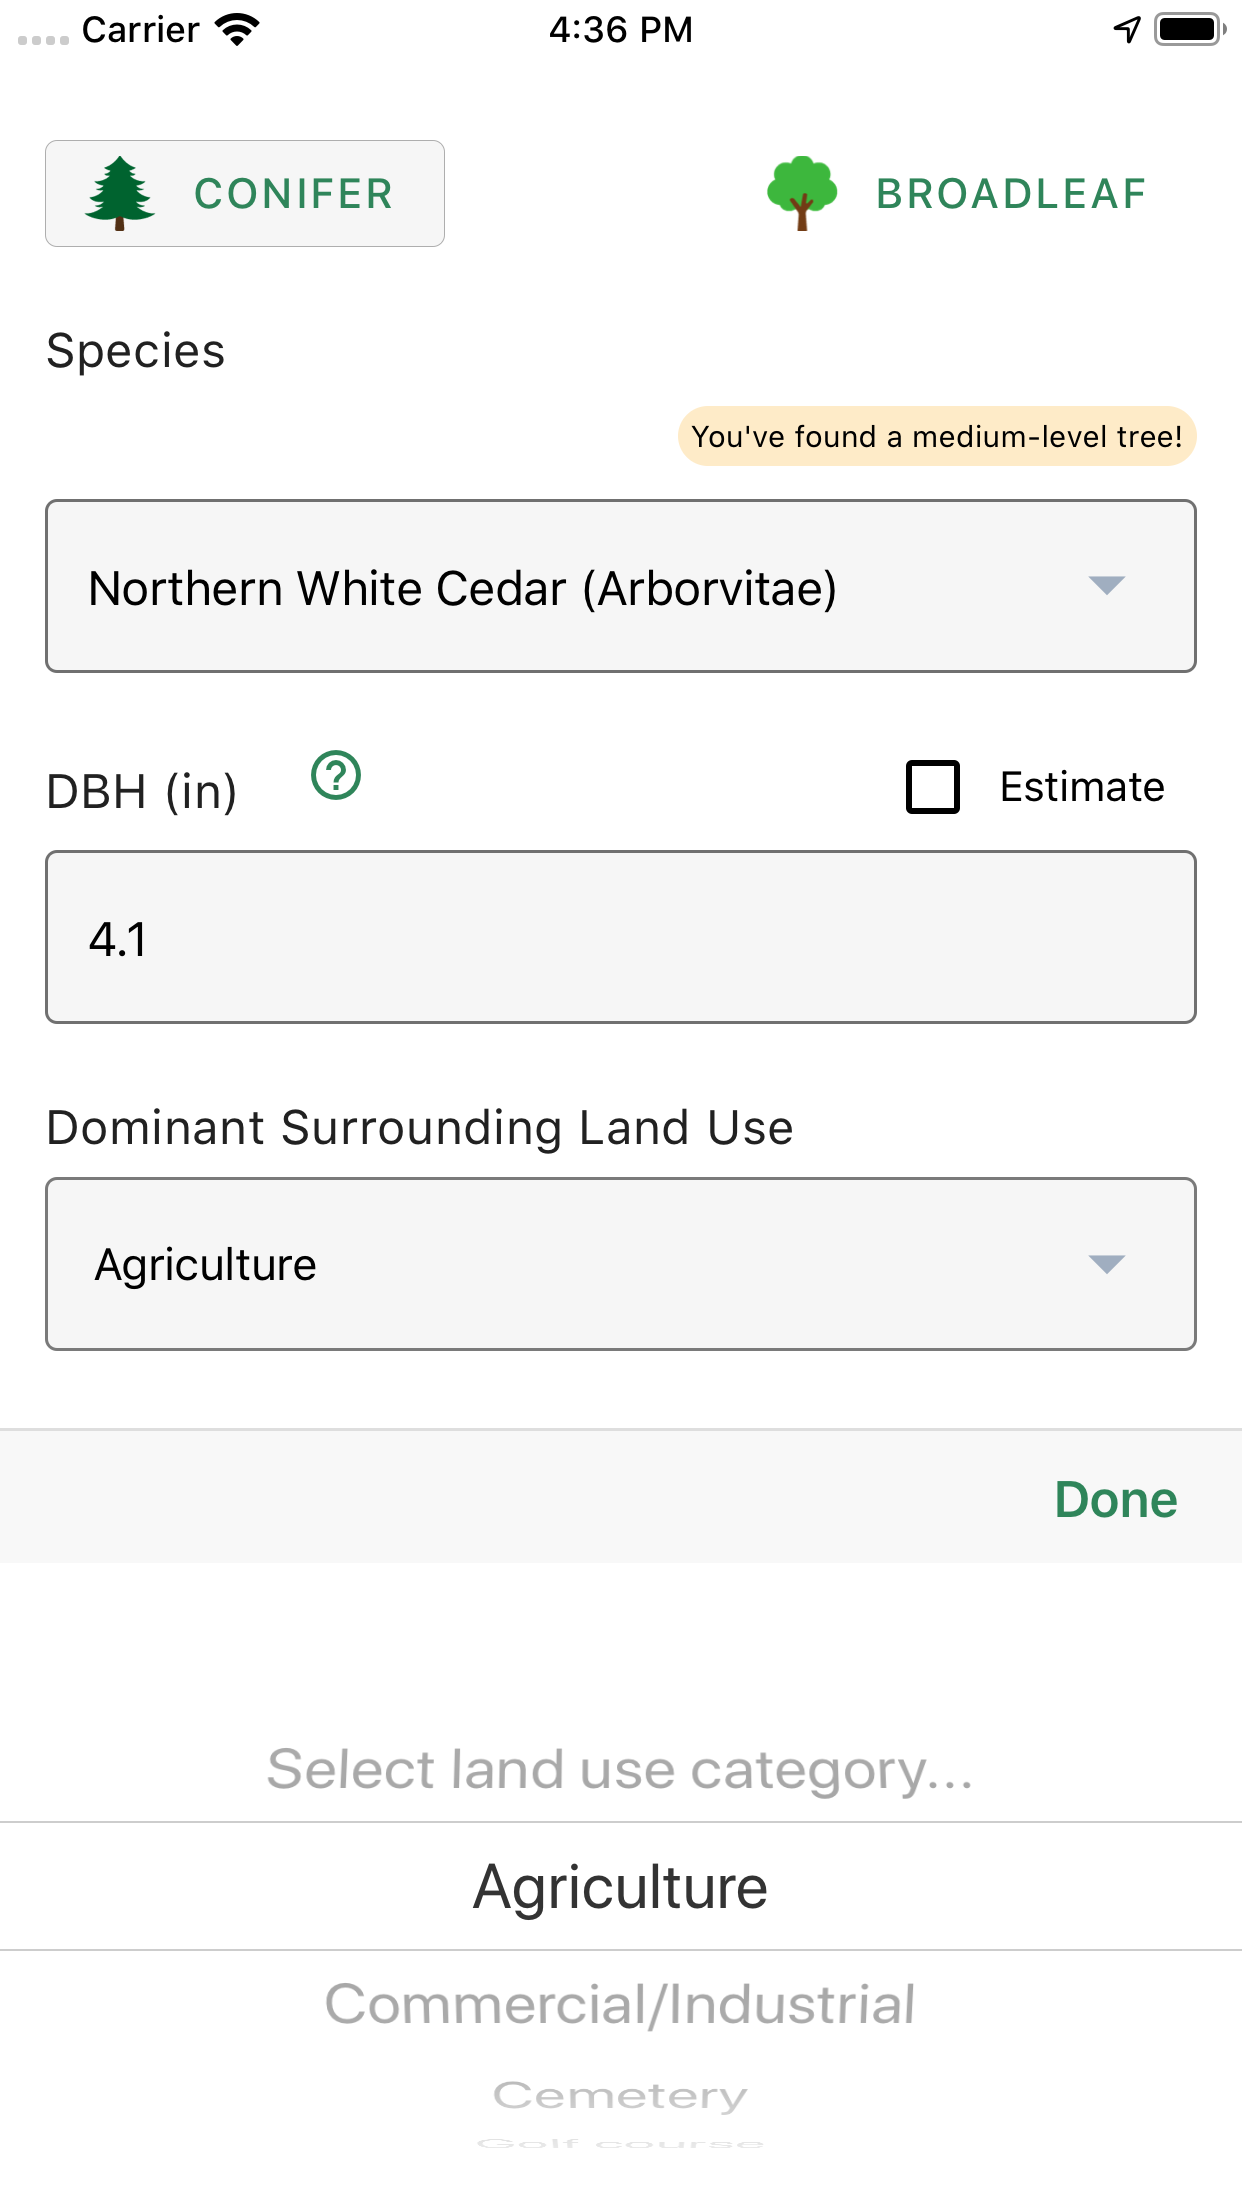 Carrier 4:36 PM
CONIFER BROADLEAF
Species
You've found a medium-level tree!
Northern White Cedar (Arborvitae)
DBH (in) ? Estimate
4.1
Dominant Surrounding Land Use
Agriculture
Done
Select land use category...
Agriculture
Commercial/Industrial
Cemetery
Golf course